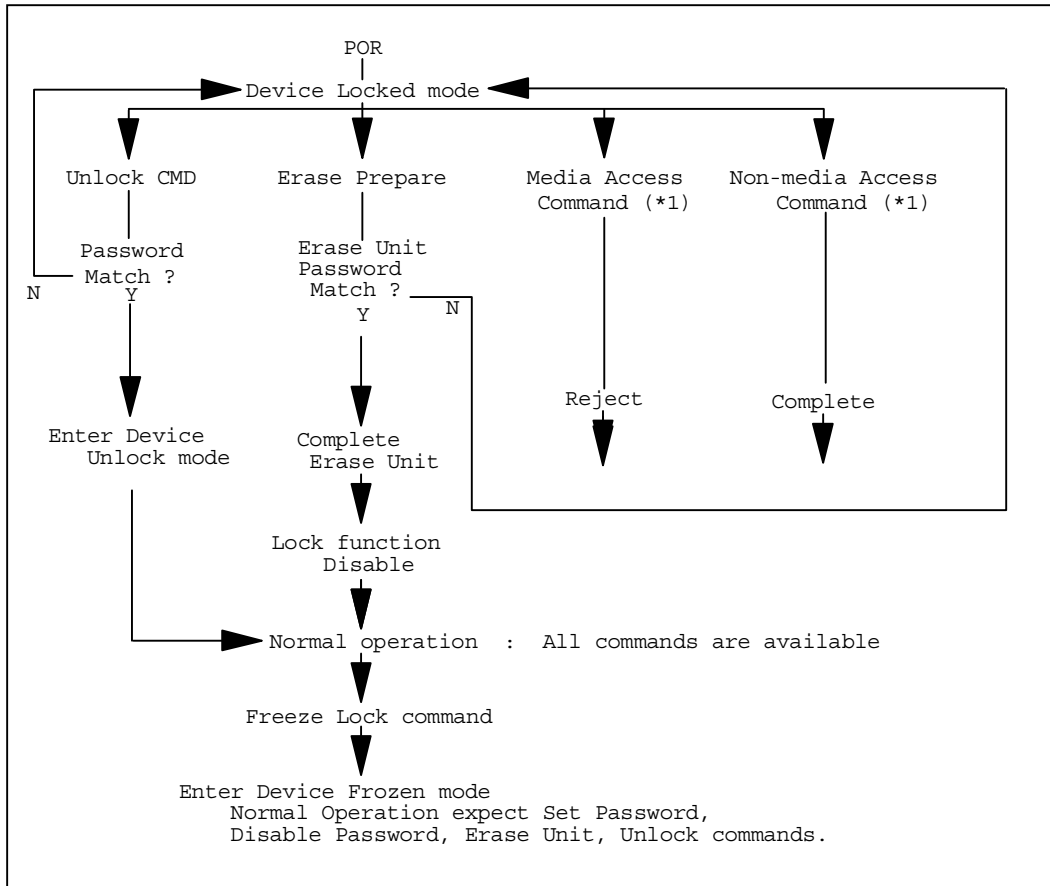 POR
Device Locked mode
Unlock CMD
Erase Prepare
Media Access
Command (*1)
Non-media Access
Command (*1)
Password
Match ?
N
Y
Erase Unit
Password
Match ?
Y
N
Reject
Complete
Enter Device
Unlock mode
Complete
Erase Unit
Lock function
Disable
Normal operation : All commands are available
Freeze Lock command
Enter Device Frozen mode
Normal Operation expect Set Password,
Disable Password, Erase Unit, Unlock commands.